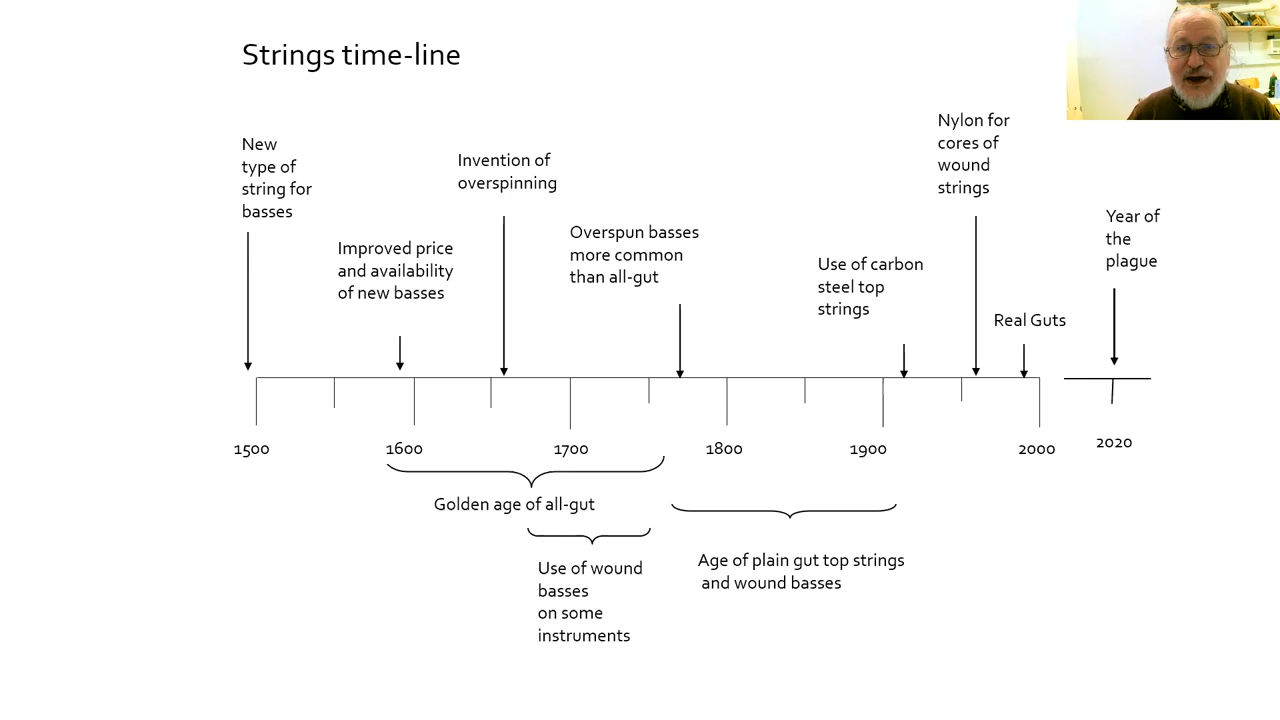 Strings time-line
New
type of
string for
basses
Improved price
and availability
of new basses
Invention of
overspinning
Overspun basses
more common
than all-gut
Use of carbon
steel top
strings
Nylon for
cores of
wound
strings
Real Guts
Year of
the
plague
1500
1600
1700
1800
1900
2000
2020
Golden age of all-gut
Use of wound
basses
on some
instruments
Age of plain gut top strings
and wound basses